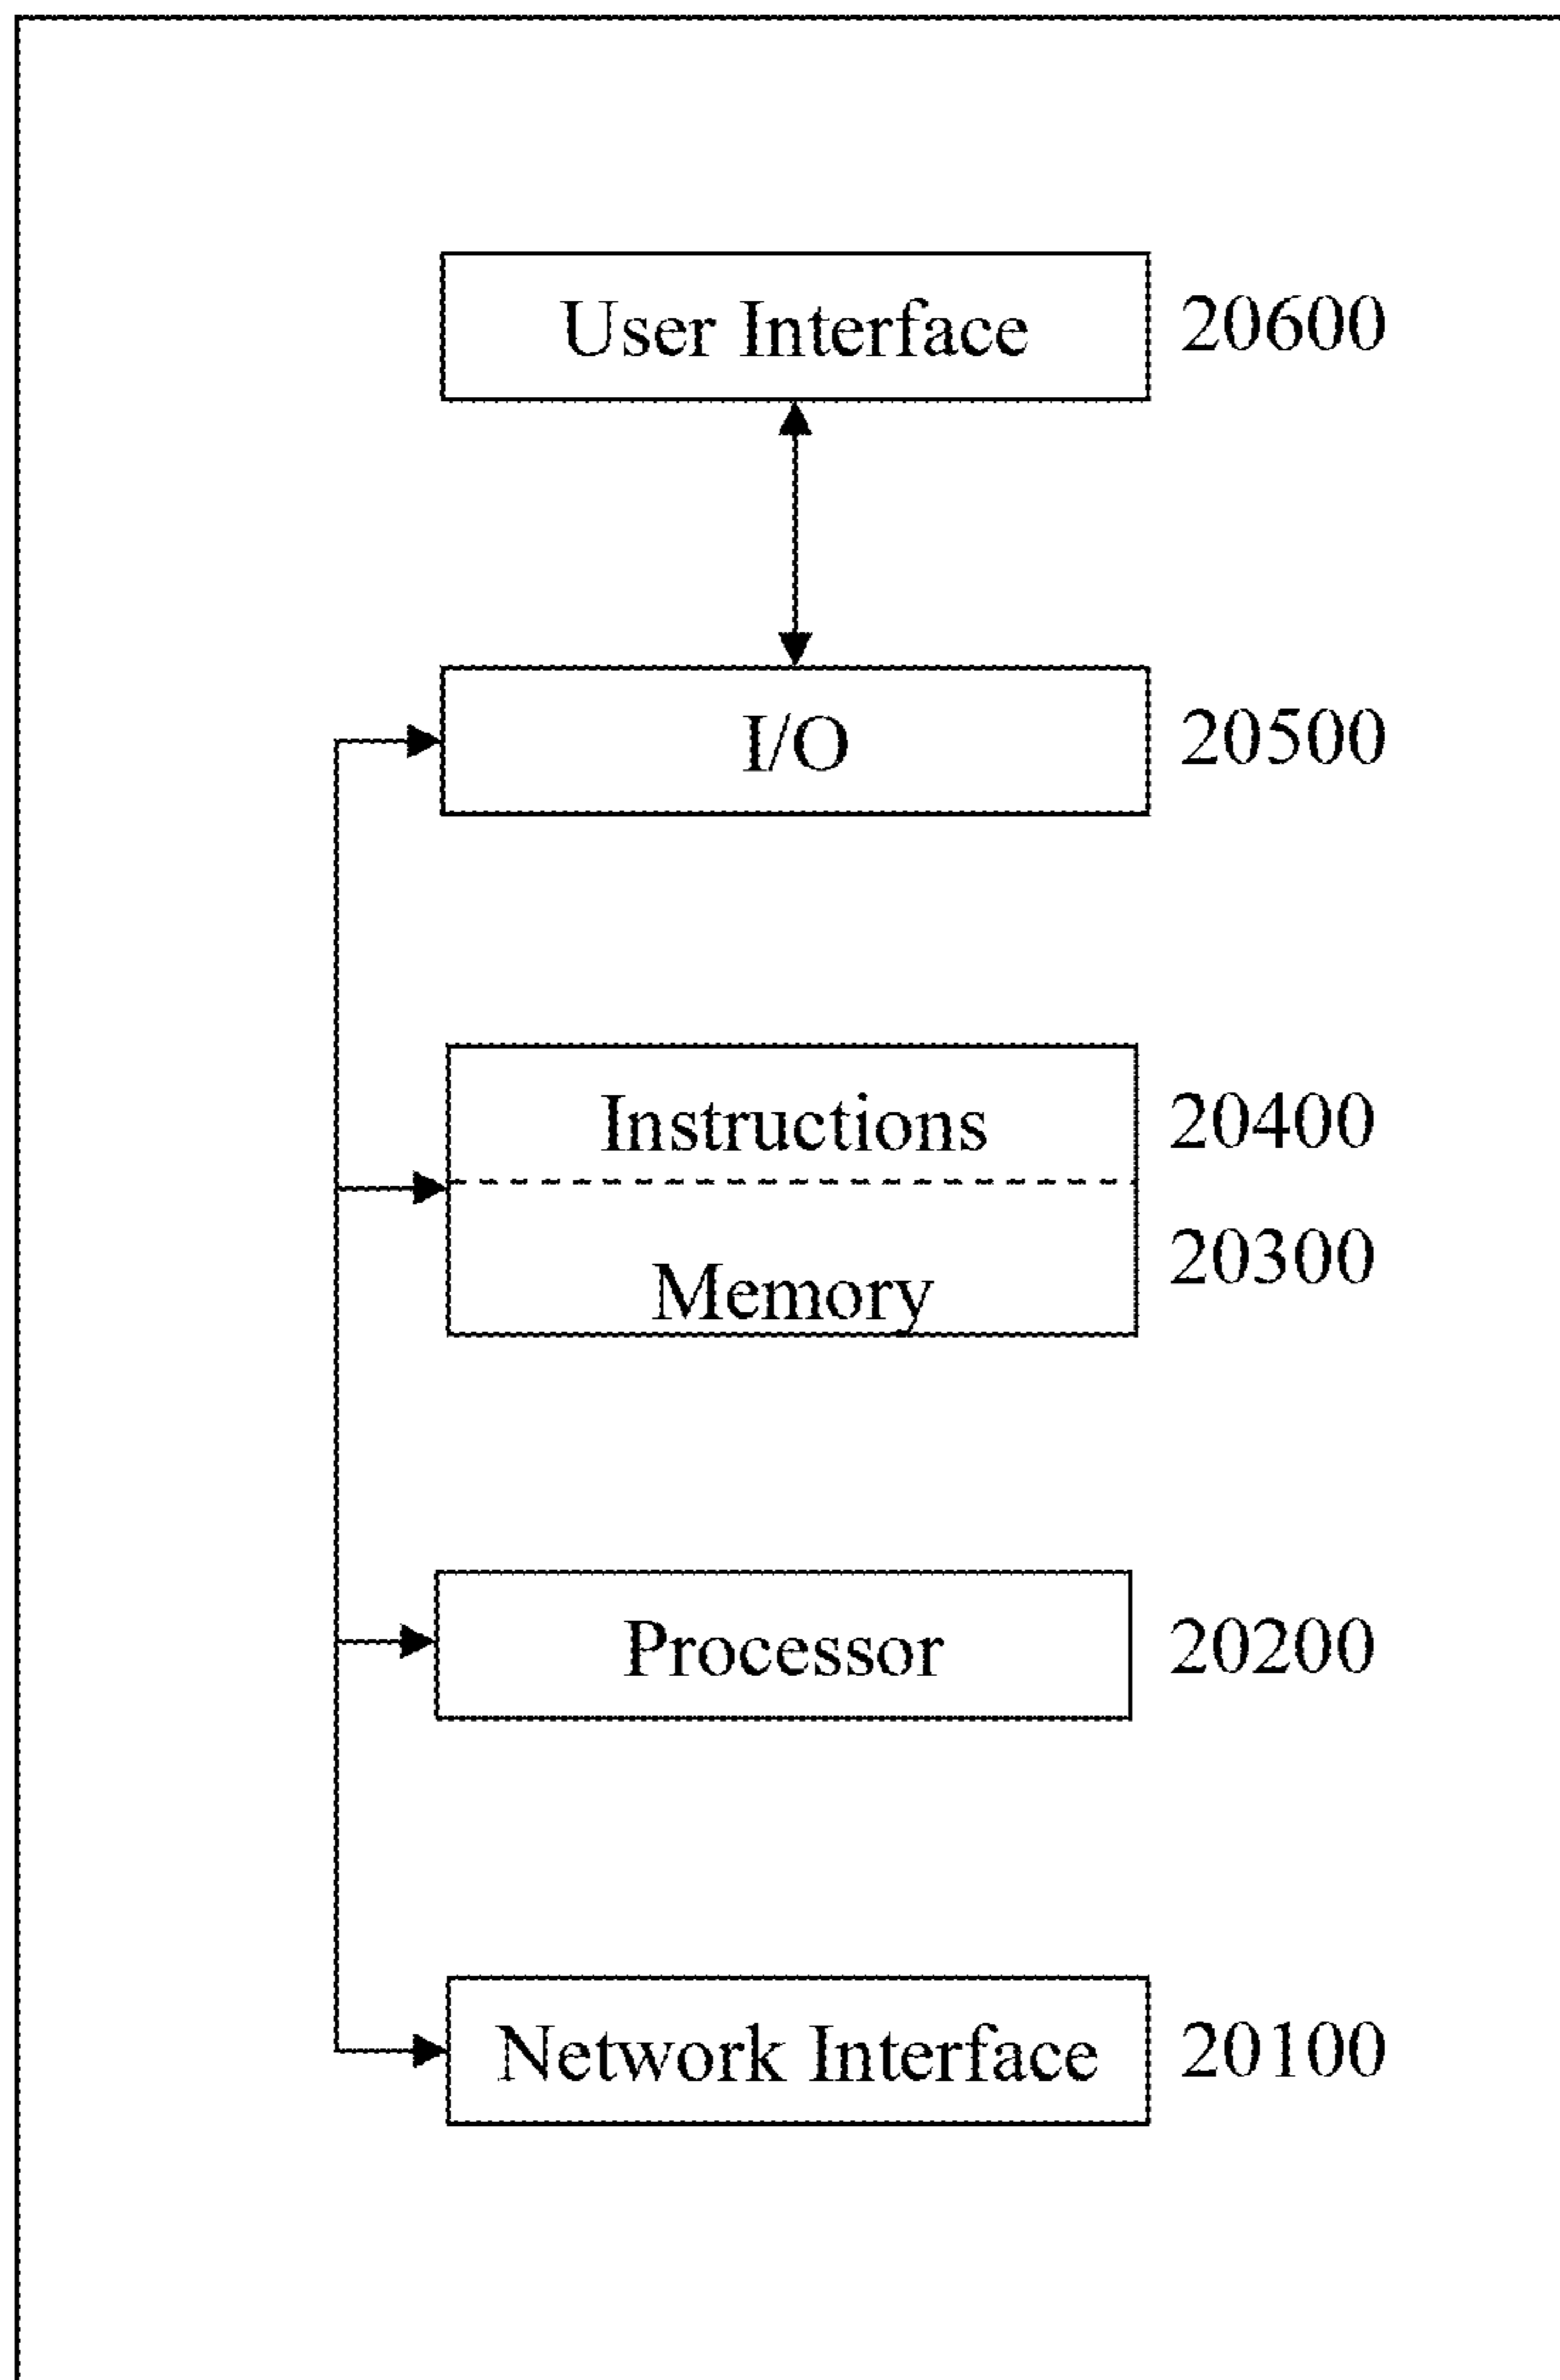 User Interface 20600
I/O 20500
Instructions 20400
Memory 20300
Processor 20200
Network Interface 20100